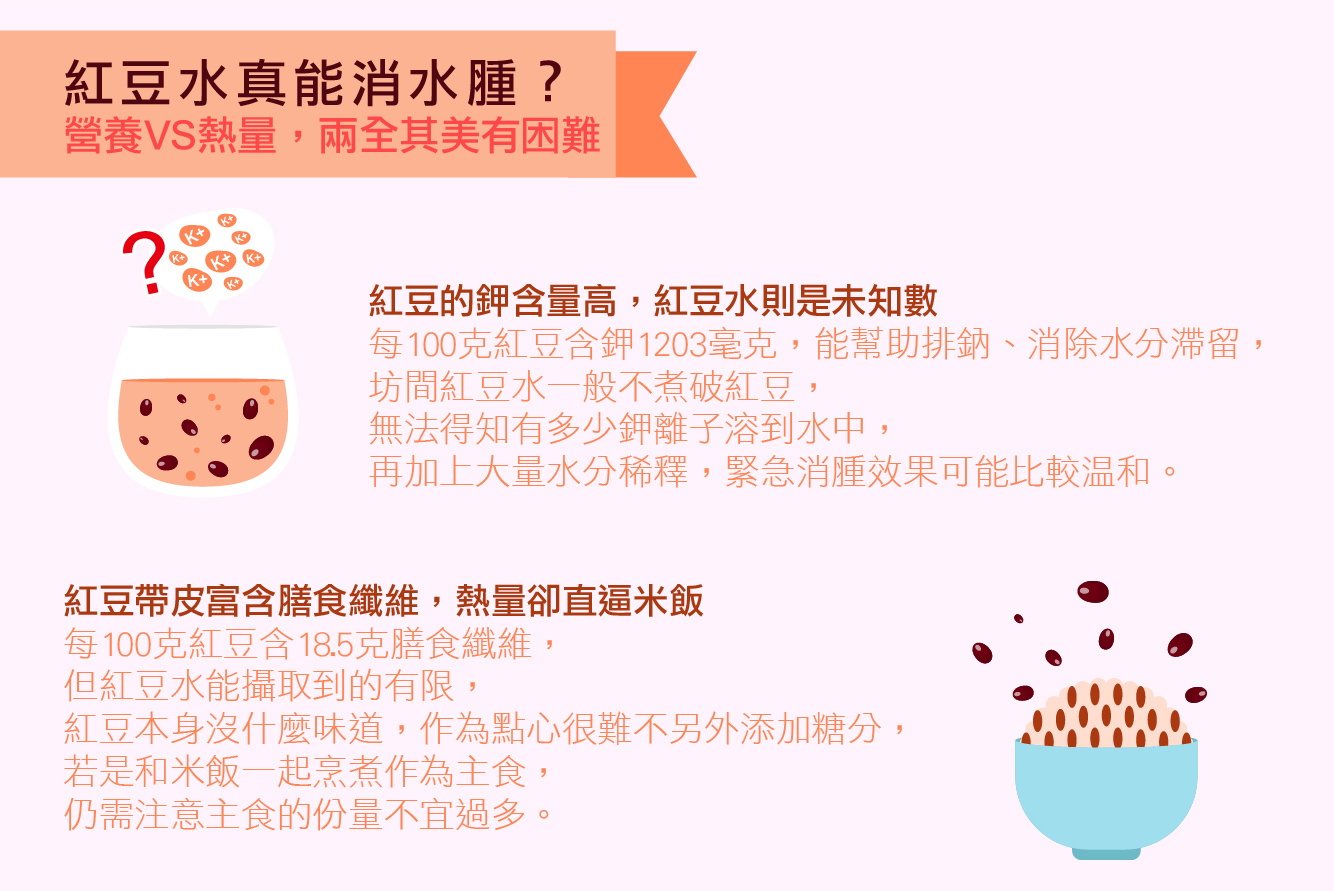 紅豆水真能消水腫？
營養VS熱量，兩全其美有困難
?
K+
K+
K+
K+
K+
K+
K+
K+
紅豆的鉀含量高，紅豆水則是未知數
每100克紅豆含鉀1203毫克，能幫助排鈉、消除水分滯留，
坊間紅豆水一般不煮破紅豆，
無法得知有多少鉀離子溶到水中，
再加上大量水分稀釋，緊急消腫效果可能比較温和。
紅豆帶皮富含膳食纖維，熱量卻直逼米飯
每100克紅豆含18.5克膳食纖維，
但紅豆水能攝取到的有限，
紅豆本身沒什麼味道，作為點心很難不另外添加糖分，
若是和米飯一起烹煮作為主食，
仍需注意主食的份量不宜過多。